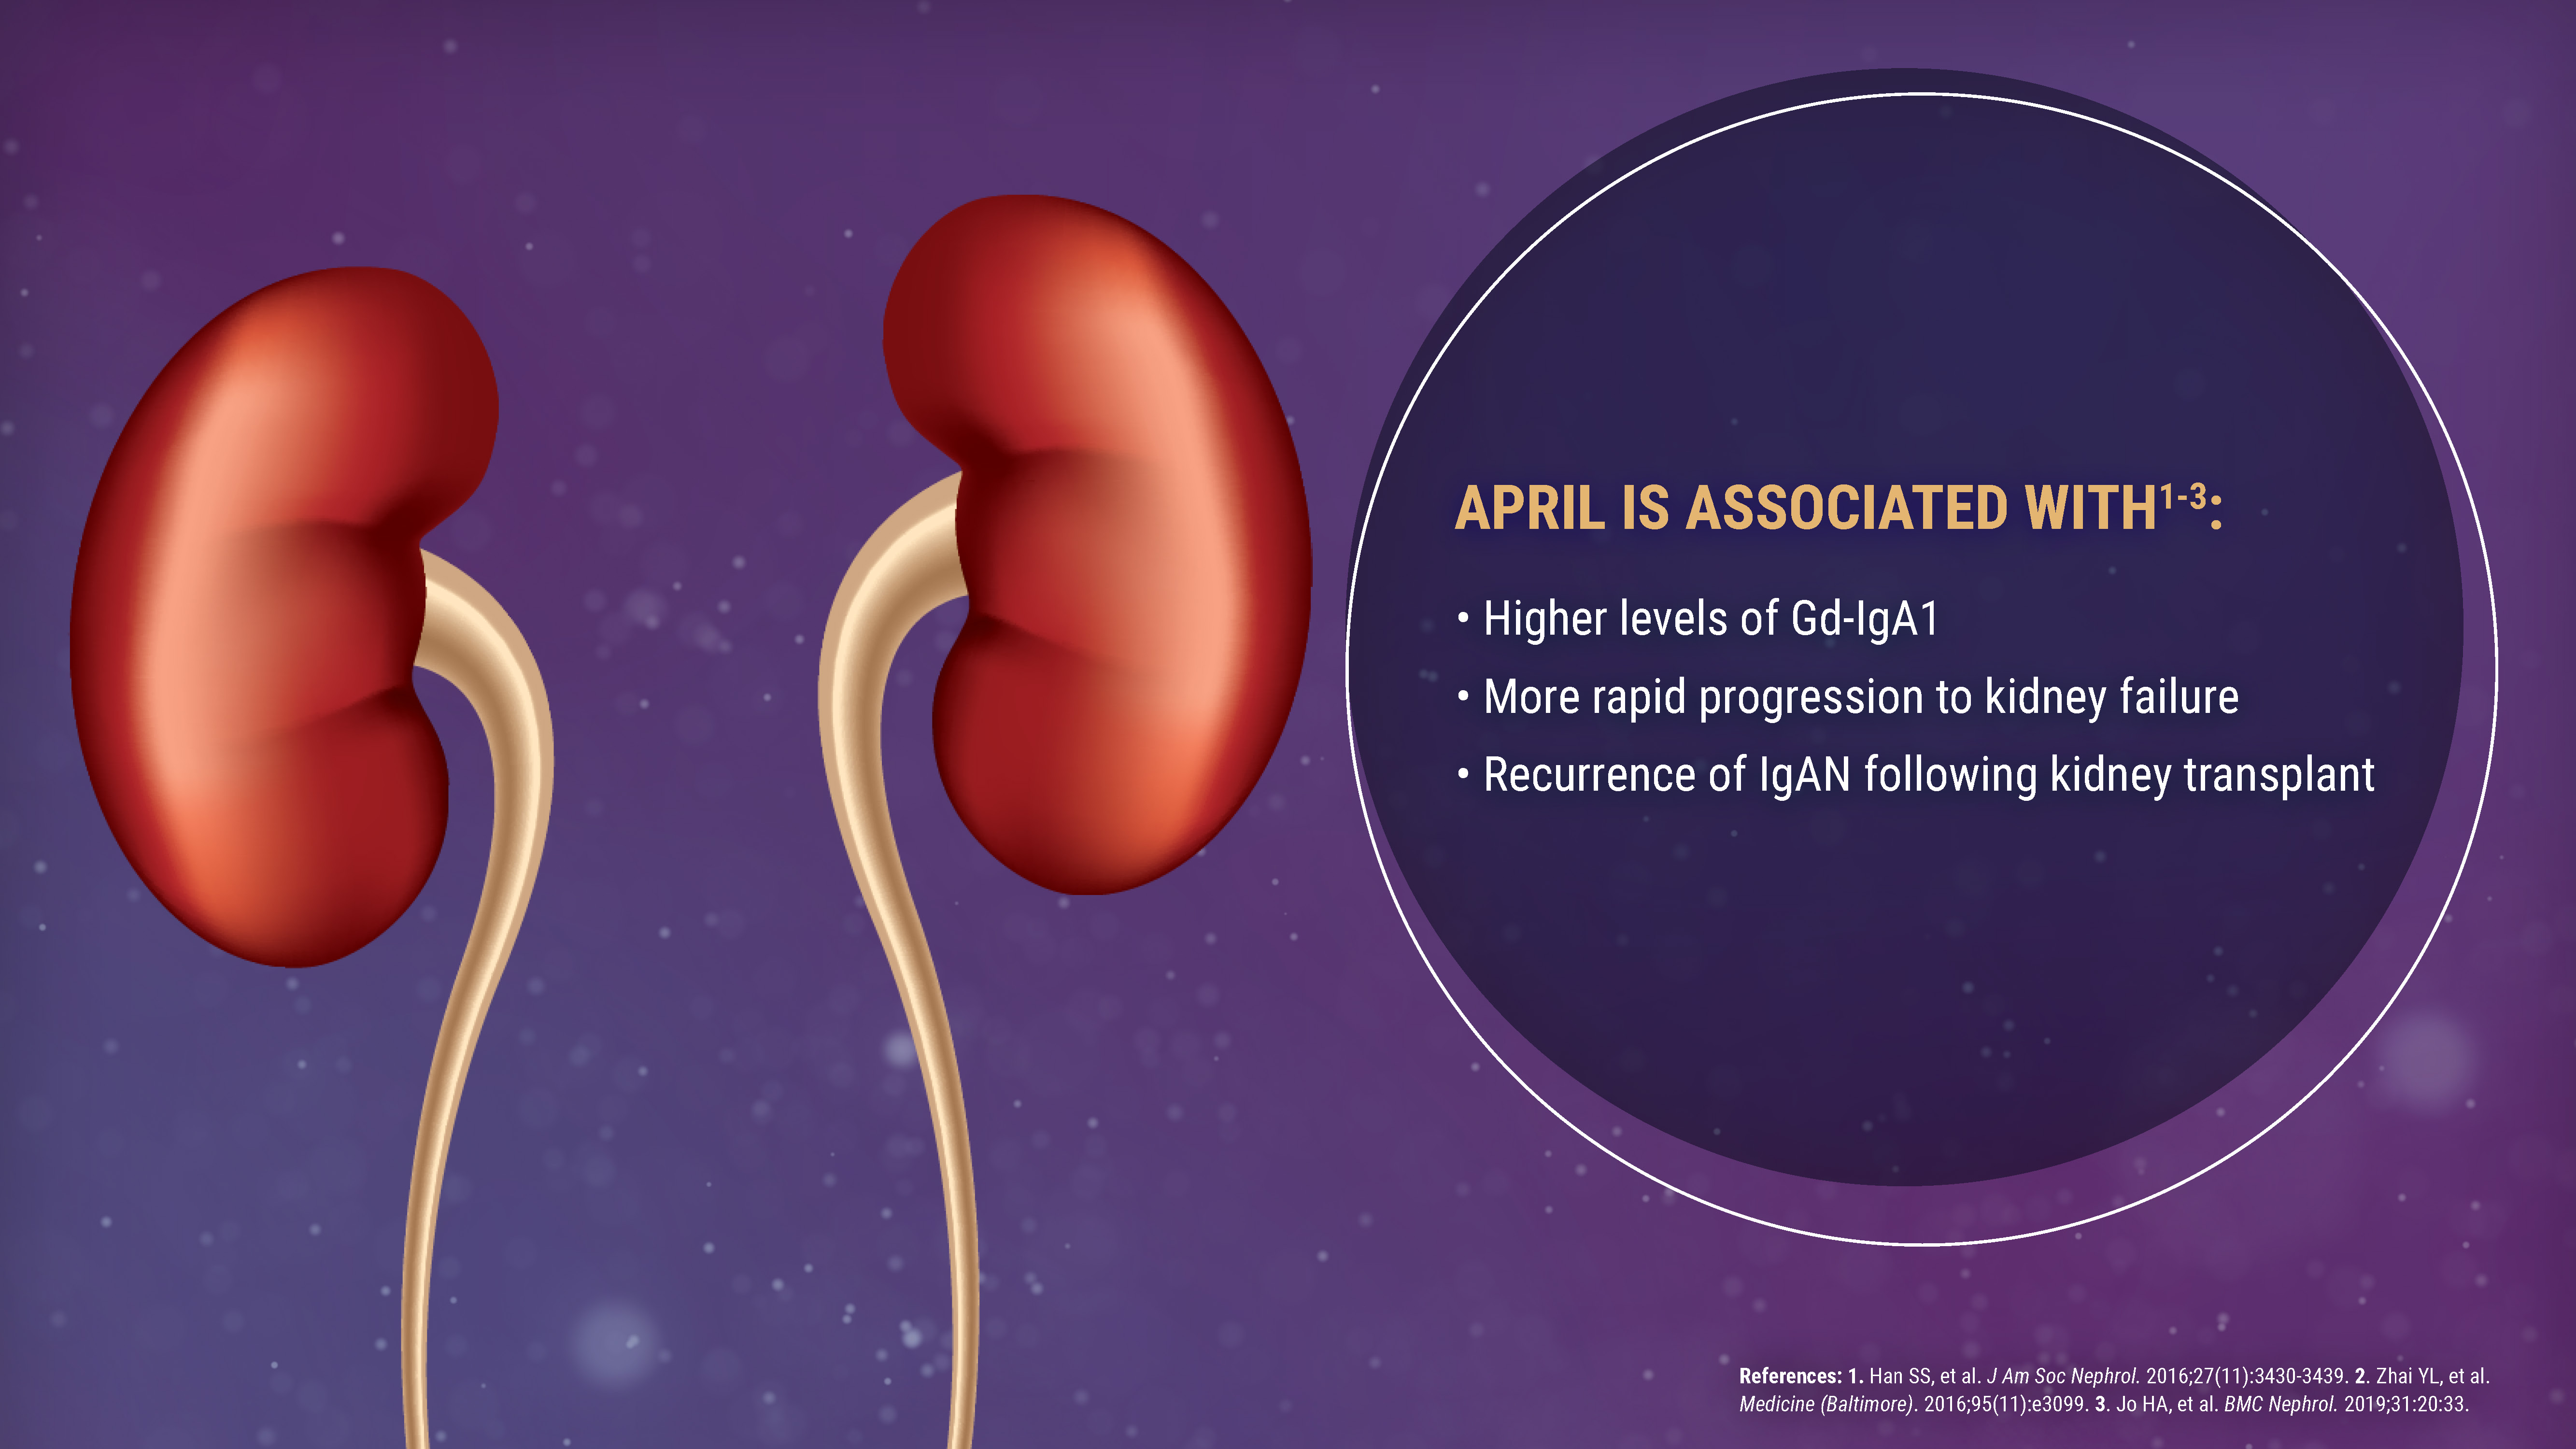 APRIL IS ASSOCIATED WITH1-3:
• Higher levels of Gd-IgA1
• More rapid progression to kidney failure
• Recurrence of IgAN following kidney transplant
References: 1. Han SS, et al. J Am Soc Nephrol. 2016;27(11):3430-3439. 2. Zhai YL, et al.
Medicine (Baltimore). 2016;95(11):e3099. 3. Jo HA, et al. BMC Nephrol. 2019;31:20:33.